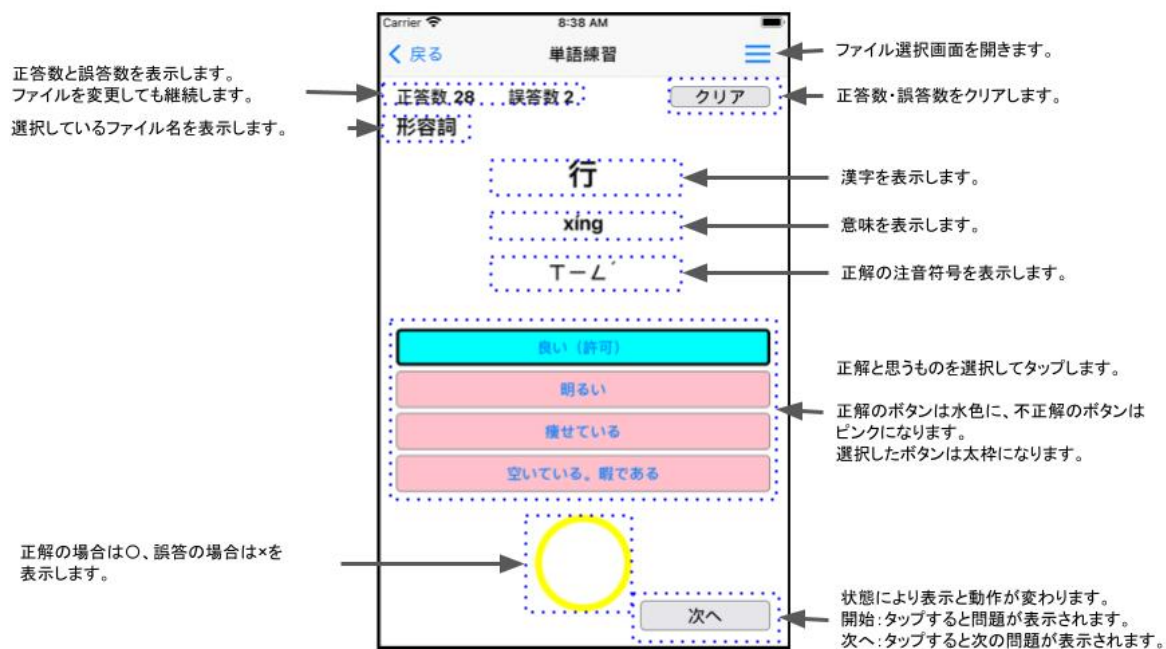 Carrier 8:38 AM
戻る 単語練習
ファイル選択画面を開きます。
正答数と誤答数を表示します。
ファイルを変更しても継続します。
正答数 28 誤答数 2
クリア
正答数・誤答数をクリアします。
選択しているファイル名を表示します。
形容詞
行
漢字を表示します。
xíng
意味を表示します。
ㄒㄧㄥˊ
正解の注音符号を表示します。
良い（許可）
明るい
痩せている
空いている。暇である
正解と思うものを選択してタップします。
正解のボタンは水色に、不正解のボタンは
ピンクになります。
選択したボタンは太枠になります。
正解の場合は〇、誤答の場合は×を
表示します。
次へ
状態により表示と動作が変わります。
開始:タップすると問題が表示されます。
次へ:タップすると次の問題が表示されます。